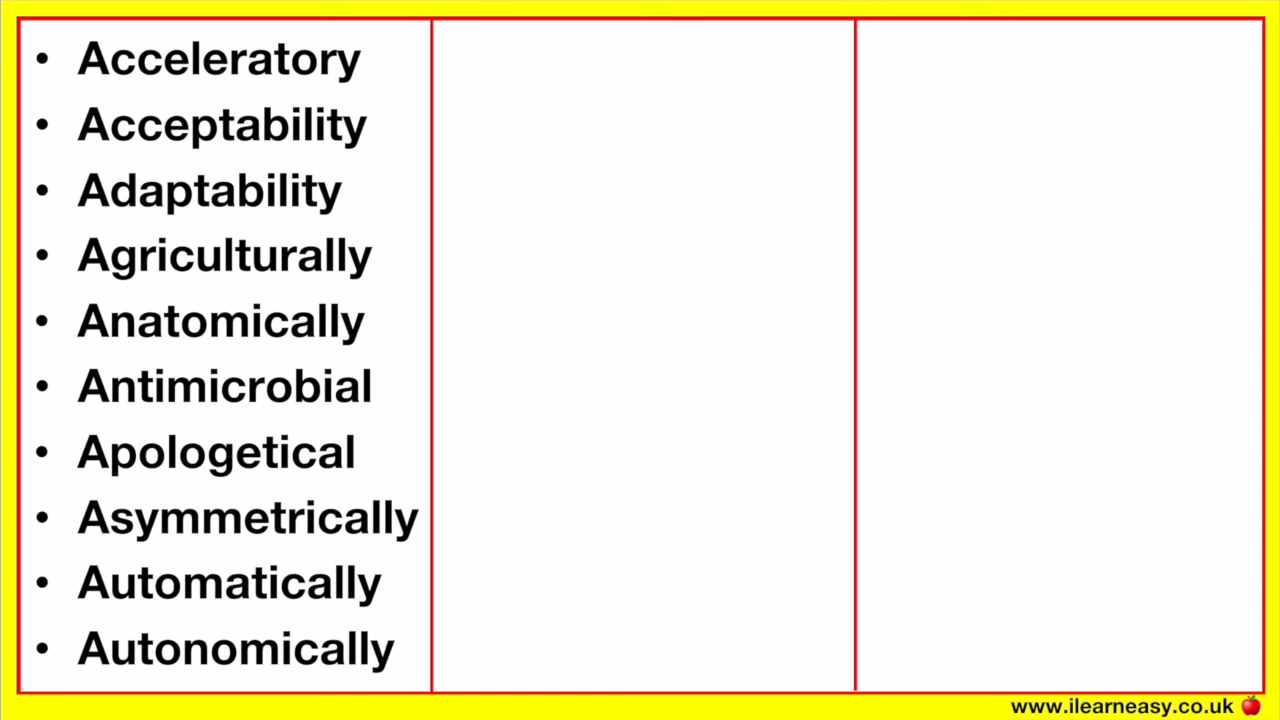 • Acceleratory
• Acceptability
• Adaptability
• Agriculturally
• Anatomically
• Antimicrobial
• Apologetical
• Asymmetrically
• Automatically
• Autonomically
www.ilearneasy.co.uk